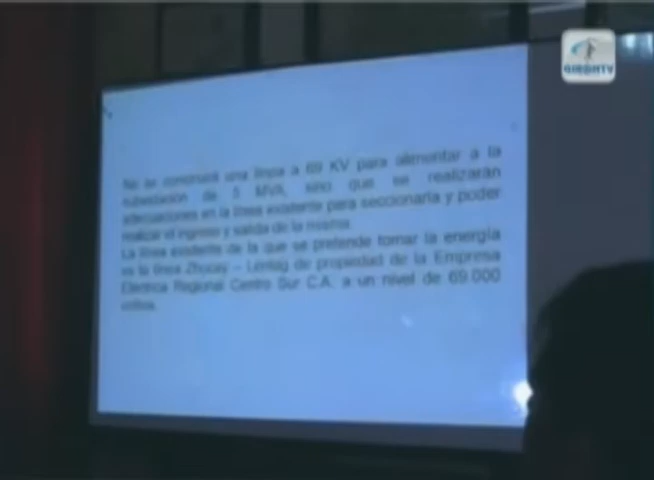 No se construirá una línea a 69 KV para alimentar a la
subestación de 5 MVA, sino que se realizarán
adecuaciones en la línea existente para seccionarla y poder
realizar el ingreso y salida de la misma.
La línea existente de la que se pretende tomar la energía
es la línea Zhucay – Lentag de propiedad de la Empresa
Eléctrica Regional Centro Sur C.A. a un nivel de 69.000
voltios.
GIRONTV